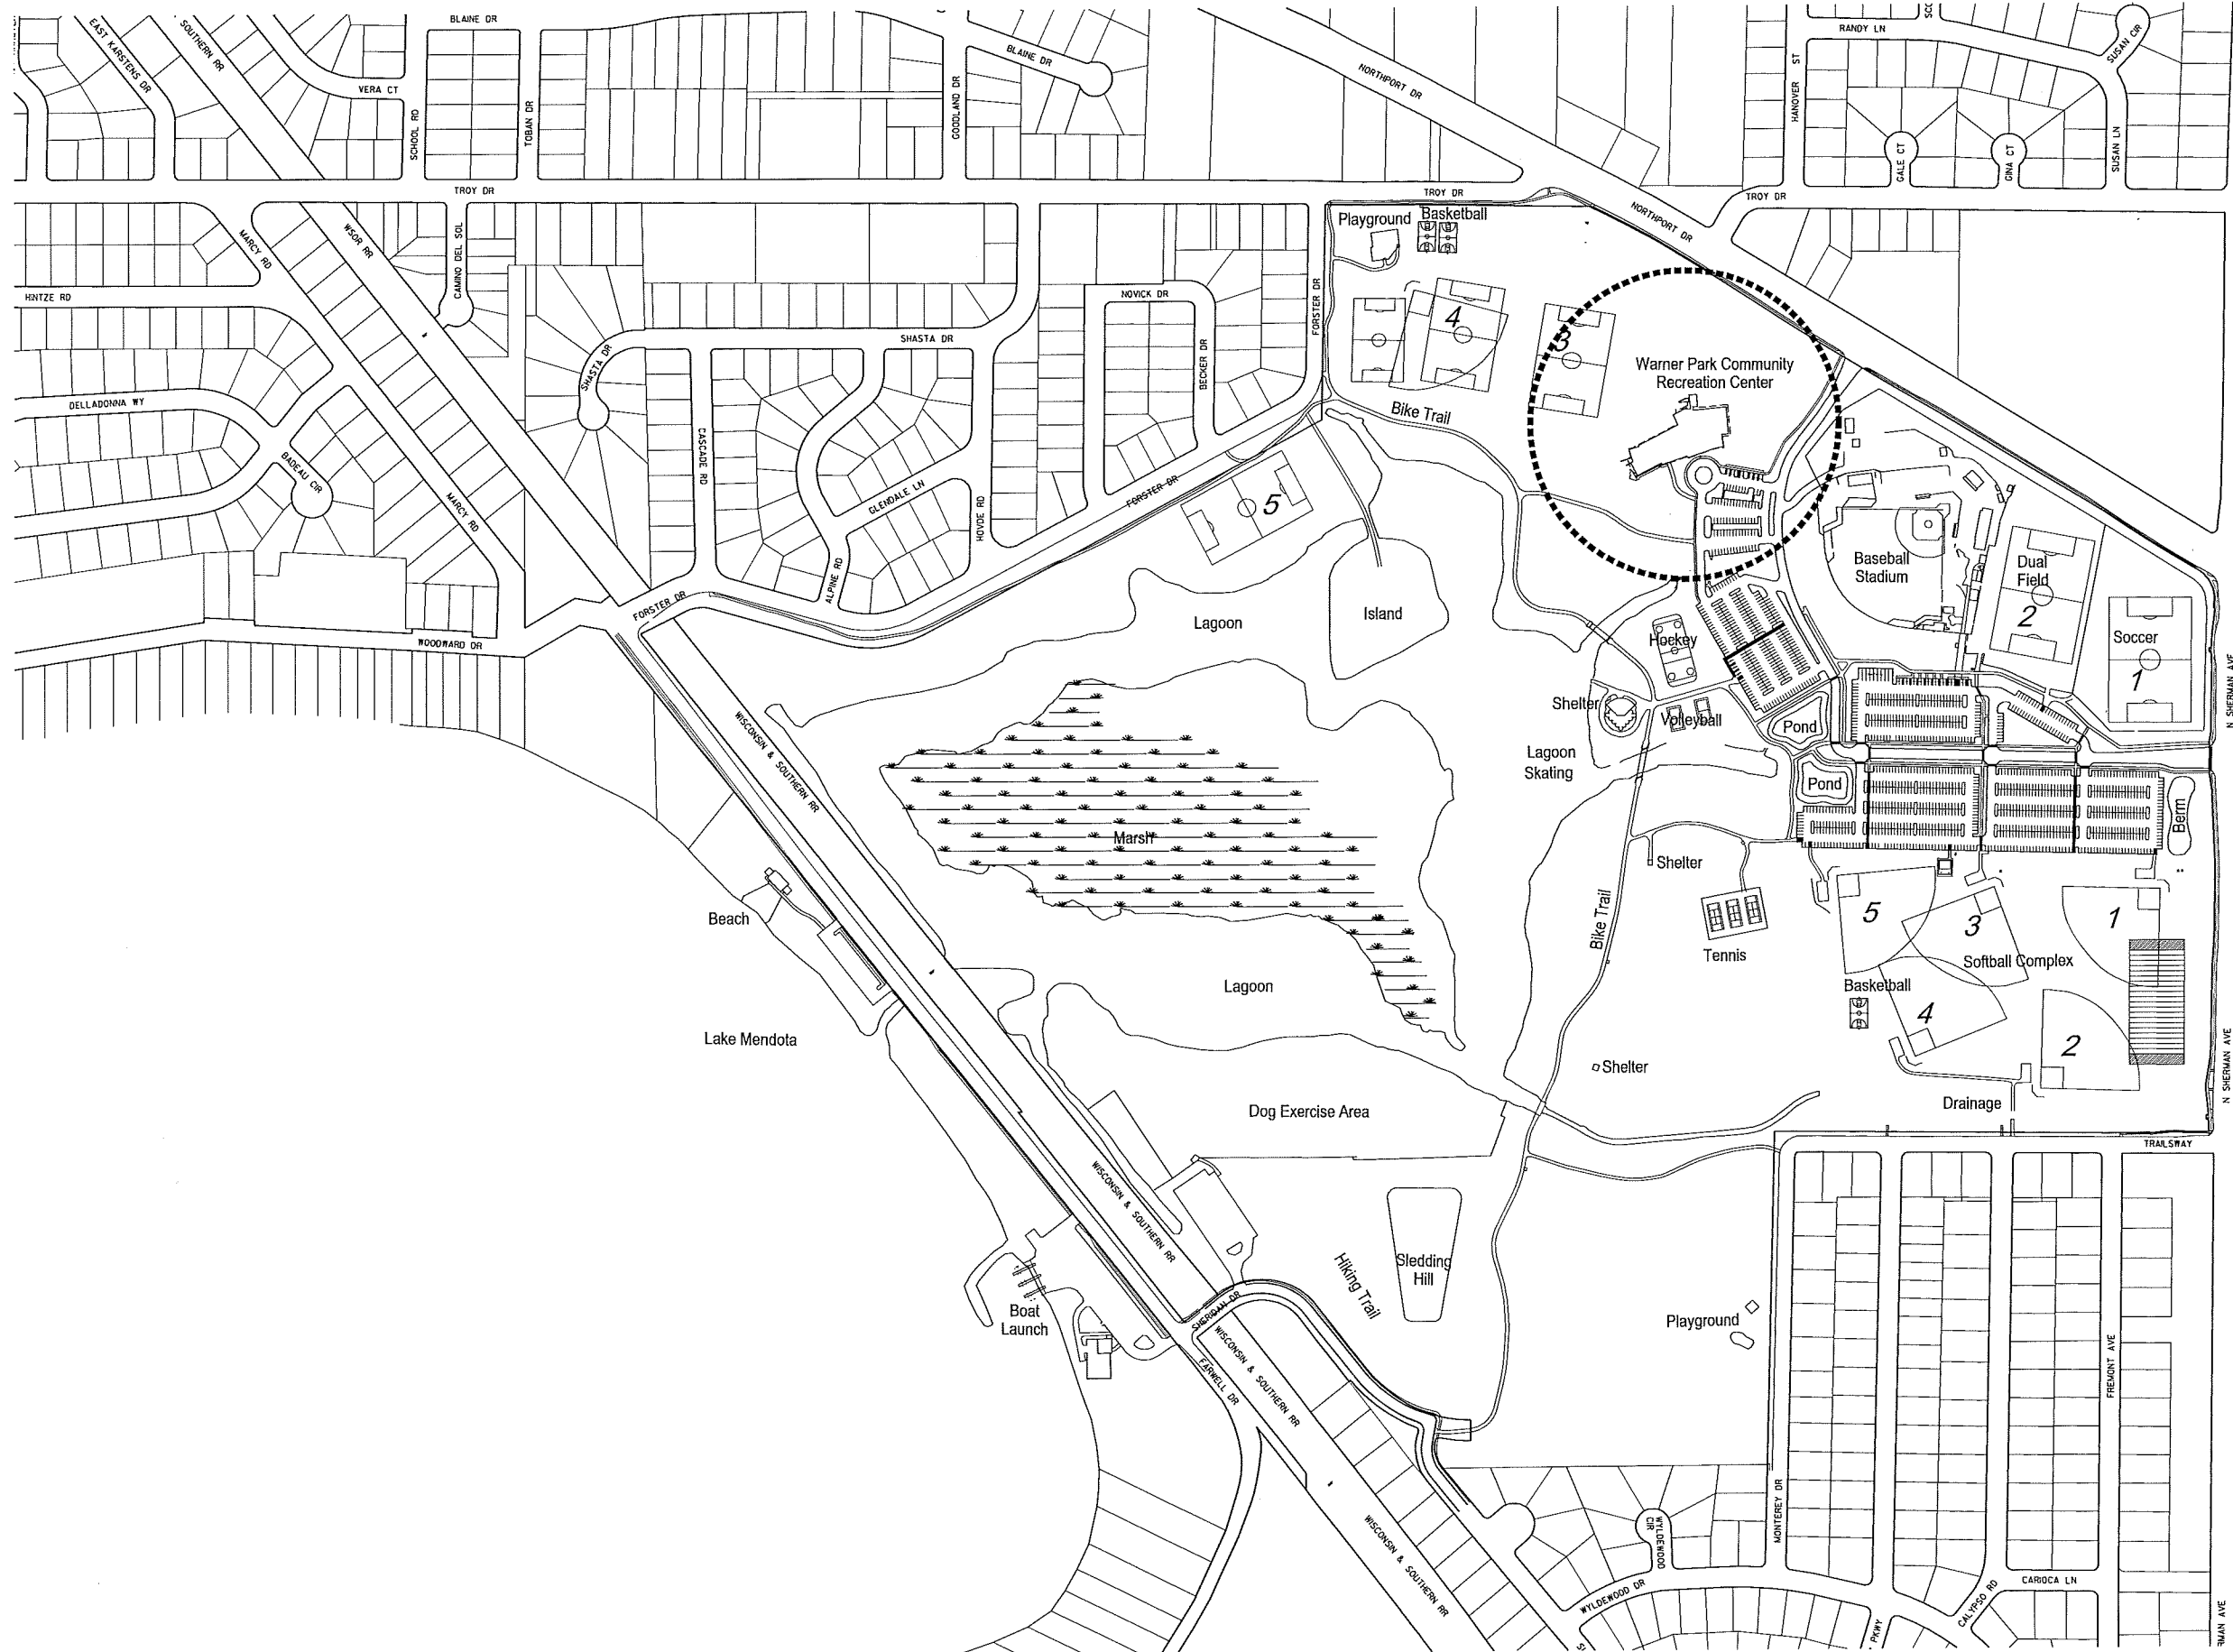 BLAINE DR
EAST KARSTENS DR
SOUTHERN RR
VERA CT
SCHOOL RD
TOBAN DR
GOODLAND DR
BLAINE DR
NORTHPORT DR
HANOVER ST
RANDY LN
SUSAN CIR
GALE CT
GINA CT
SUSAN LN
TROY DR
TROY DR
TROY DR
NORTHPORT DR
MARCY RD
WSOR RR
CAMINO DEL SOL
HINTZE RD
Playground
Basketball
NOVICK DR
FORSTER DR
4
3
Warner Park Community
Recreation Center
SHASTA DR
SHASTA DR
BECKER DR
DELLADONNA WY
Bike Trail
CASCADE RD
BADEAU CIR
MARCY RD
GLENDALE LN
HOVDE RD
FORSTER DR
5
ALPINE RD
Baseball
Stadium
Dual
Field
2
Soccer
1
FORSTER DR
WOODWARD DR
Lagoon
Island
Hockey
N SHERMAN AVE
Shelter
Volleyball
Pond
WISCONSIN & SOUTHERN RR
Lagoon
Skating
Pond
Berm
Marsh
Shelter
Beach
Bike Trail
Tennis
5
3
1
Softball Complex
Lagoon
Basketball
4
2
Lake Mendota
Shelter
N SHERMAN AVE
Dog Exercise Area
Drainage
TRAILSWAY
WISCONSIN & SOUTHERN RR
Hiking Trail
Sledding
Hill
Boat
Launch
SHERIDAN DR
Playground
WISCONSIN & SOUTHERN RR
FARWELL DR
FREMONT AVE
MONTEREY DR
WYLDEWOOD
CIR
WISCONSIN & SOUTHERN RR
WYLDEWOOD DR
CALYPSO RD
CARIOCA LN
PKWY
MAN AVE